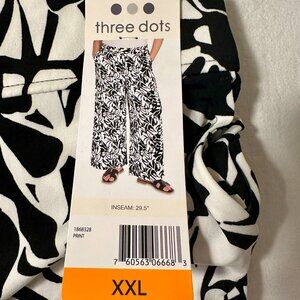 three dots
INSEAM: 29.5"
1868328
PRINT
7 60563 06668 3
XXL